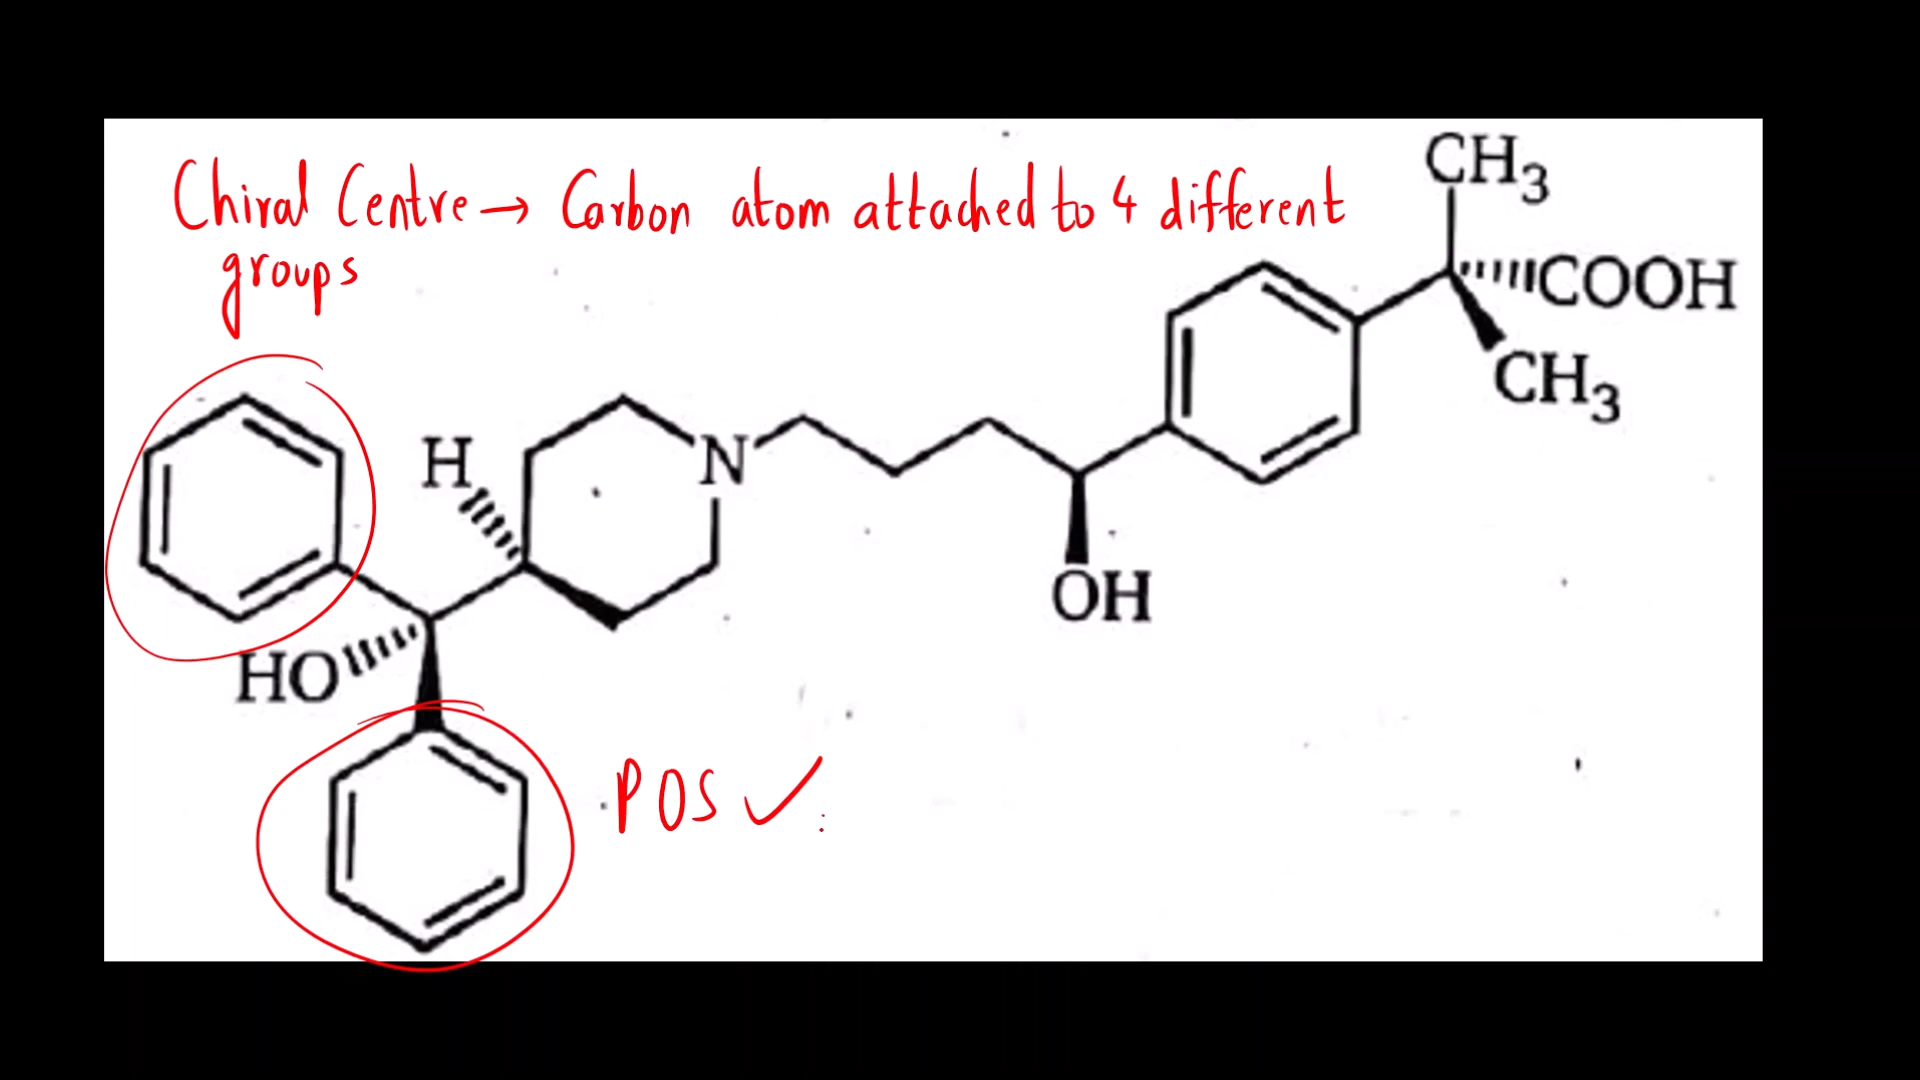 Chiral Centre → Carbon atom attached to 4 different
groups
CH3
COOH
CH3
H
N
OH
HO
POS ✓